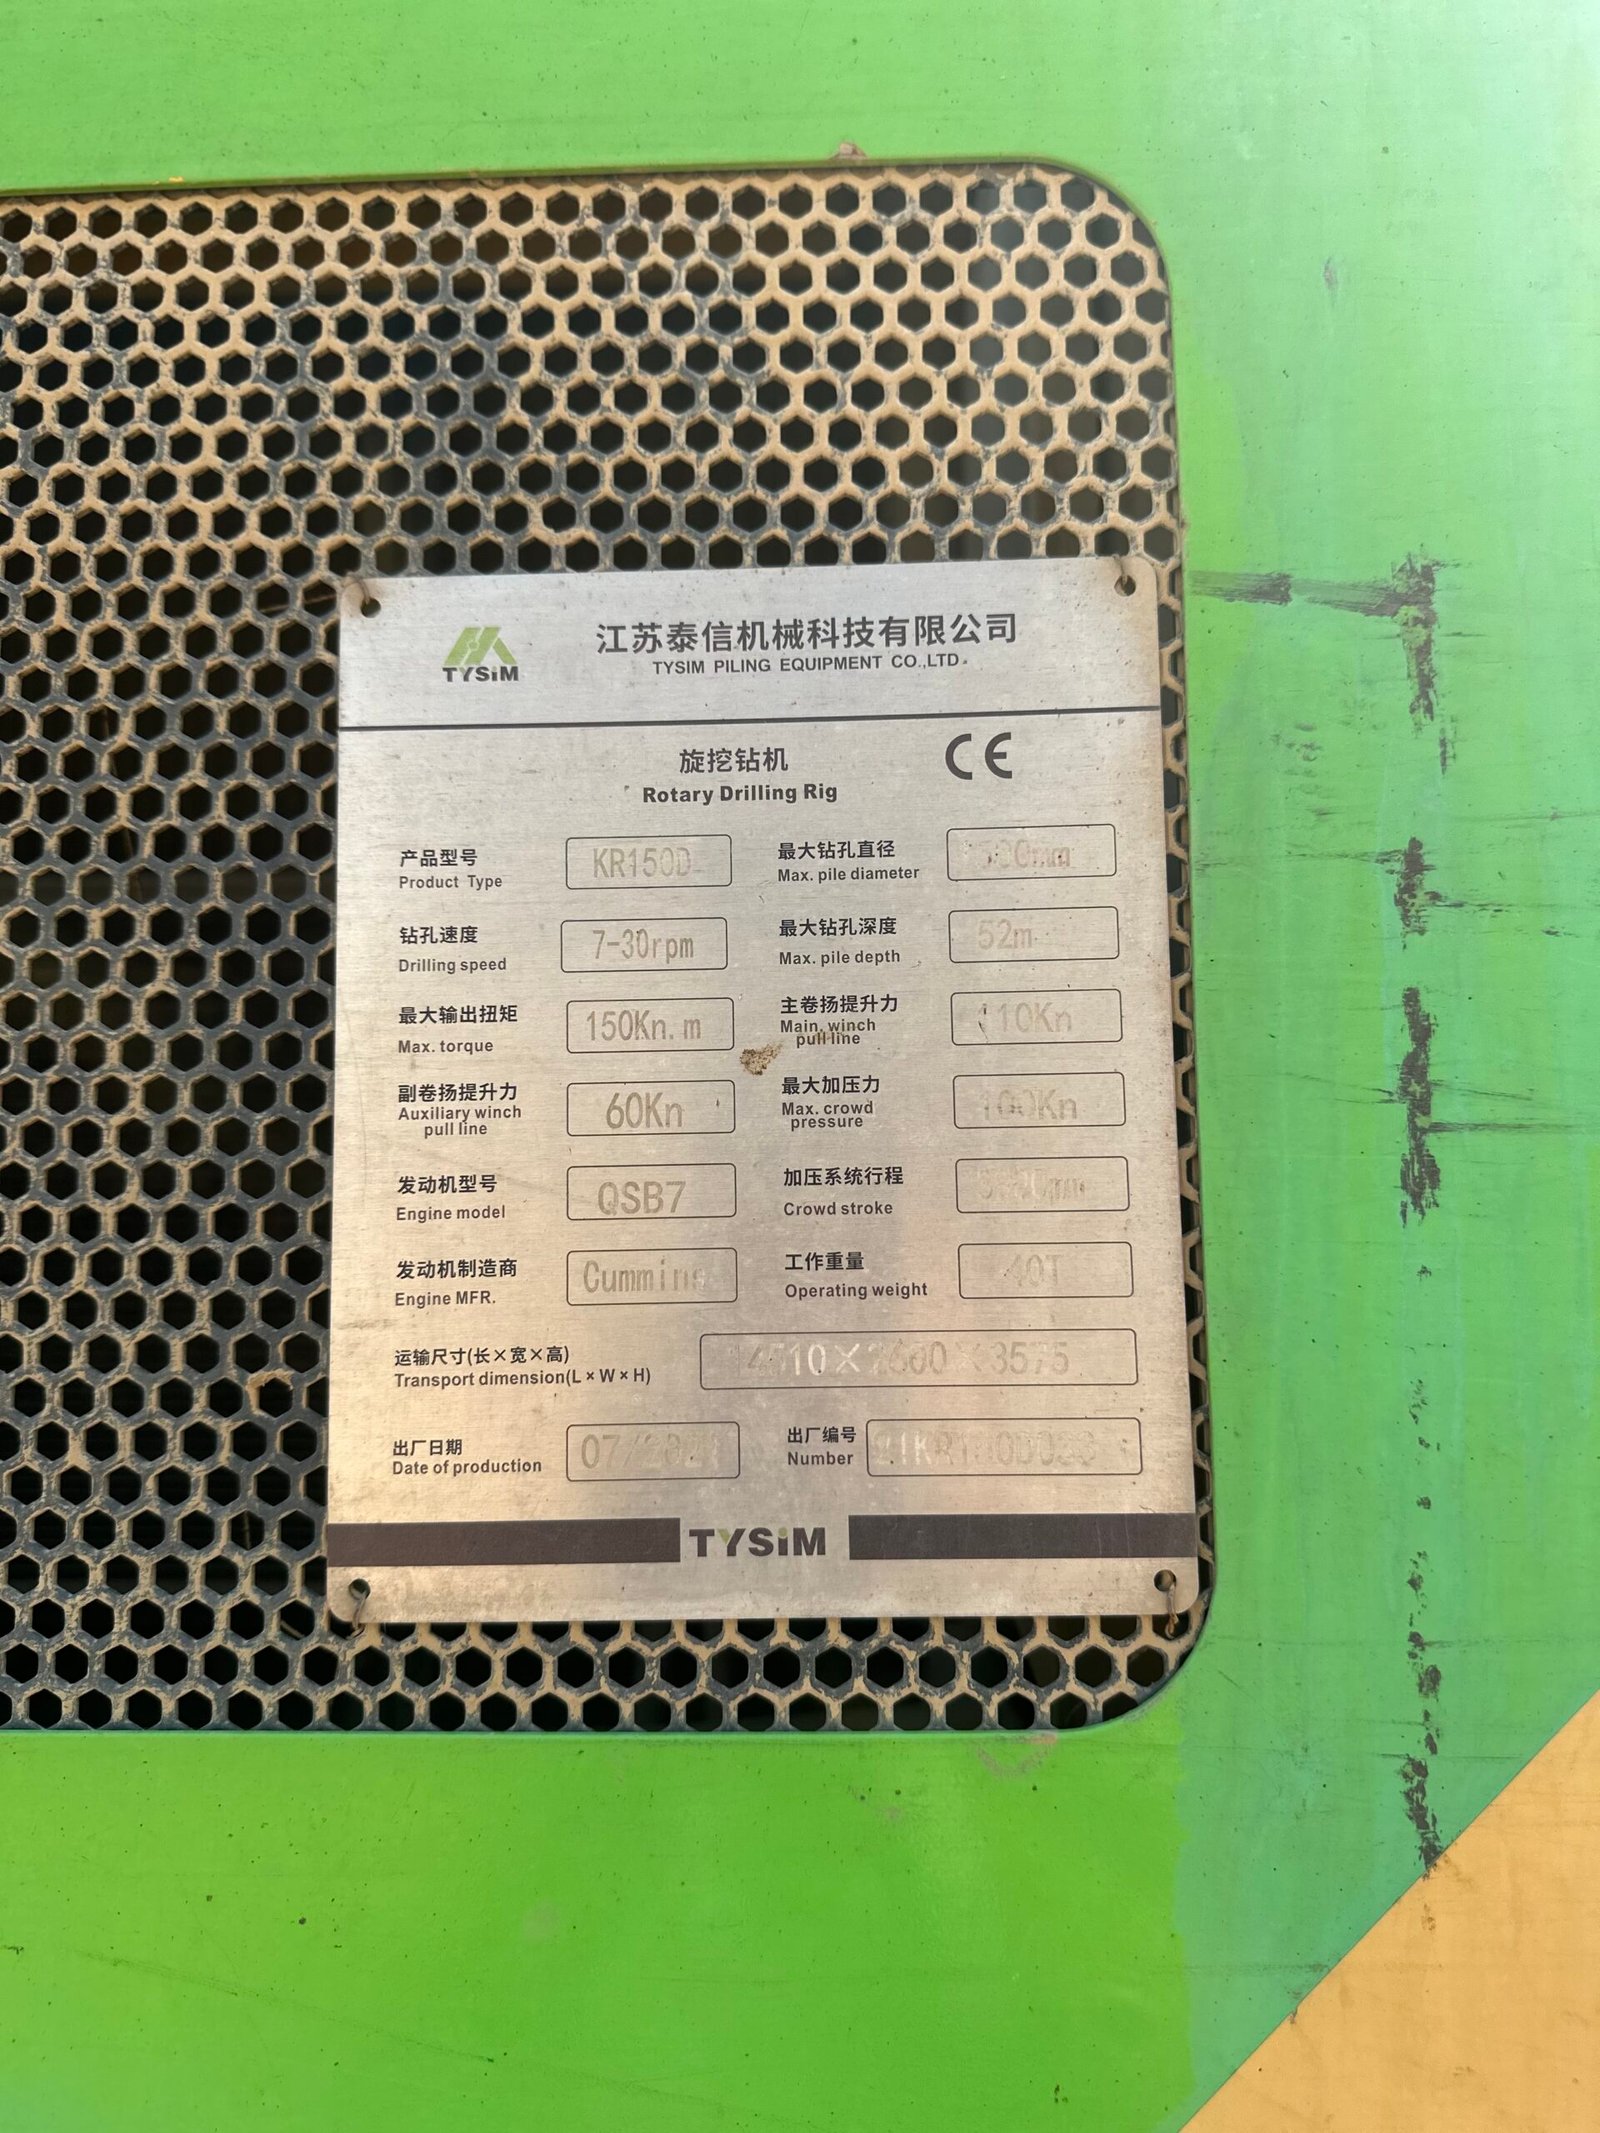 TYSiM
江苏泰信机械科技有限公司
TYSIM PILING EQUIPMENT CO.,LTD.
旋挖钻机
CE
Rotary Drilling Rig
产品型号
Product Type
KR150D
最大钻孔直径
Max. pile diameter
钻孔速度
Drilling speed
7-30rpm
最大钻孔深度
Max. pile depth
52m
最大输出扭矩
Max. torque
150Kn.m
主卷扬提升力
Main. winch
pull line
110Kn
副卷扬提升力
Auxiliary winch
pull line
60Kn
最大加压力
Max. crowd
pressure
100Kn
发动机型号
Engine model
QSB7
加压系统行程
Crowd stroke
发动机制造商
Engine MFR.
Cummins
工作重量
Operating weight
40T
运输尺寸(长×宽×高)
Transport dimension(L×W×H)
3575
出厂日期
Date of production
07/2021
出厂编号
Number
TYSiM